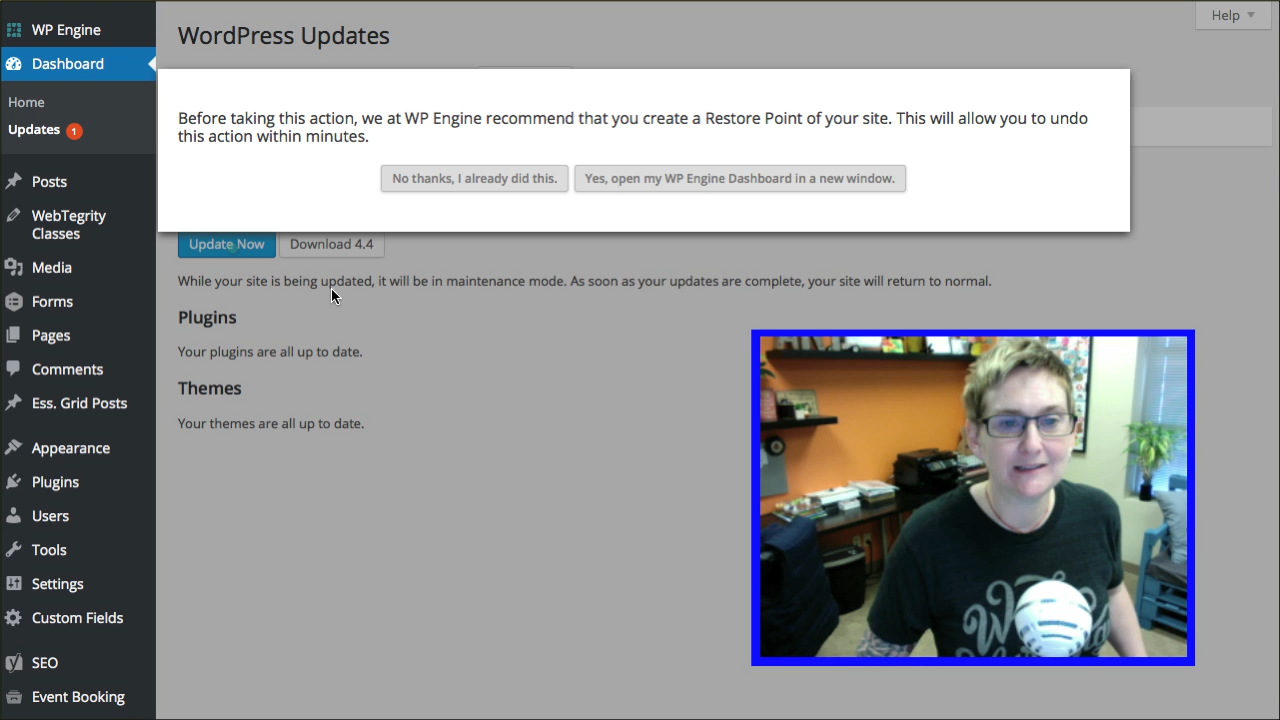 WP Engine
Dashboard
Home
Updates 1
Posts
WebTegrity
Classes
Media
Forms
Pages
Comments
Ess. Grid Posts
Appearance
Plugins
Users
Tools
Settings
Custom Fields
SEO
Event Booking
Help
WordPress Updates
Before taking this action, we at WP Engine recommend that you create a Restore Point of your site. This will allow you to undo
this action within minutes.
No thanks, I already did this.
Yes, open my WP Engine Dashboard in a new window.
Update Now
Download 4.4
While your site is being updated, it will be in maintenance mode. As soon as your updates are complete, your site will return to normal.
Plugins
Your plugins are all up to date.
Themes
Your themes are all up to date.